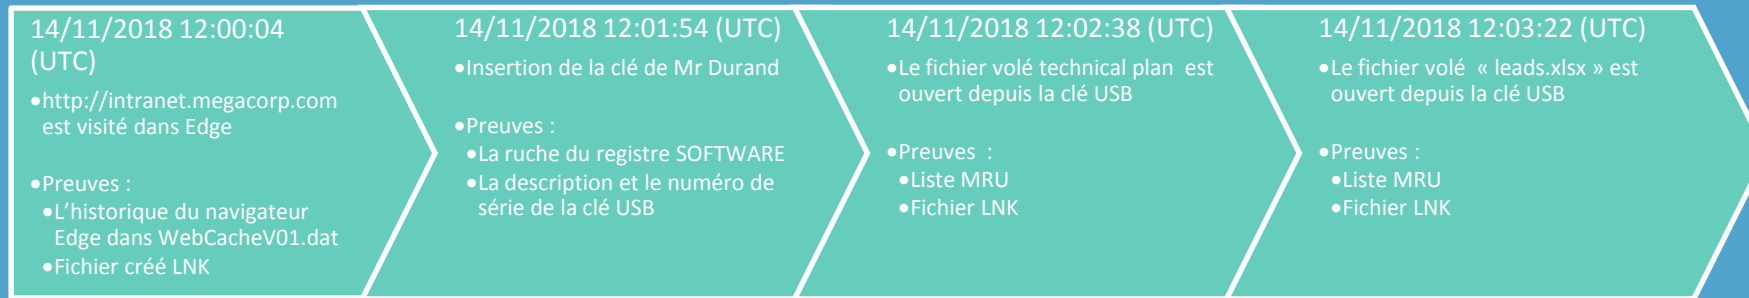 14/11/2018 12:00:04
(UTC)
•http://intranet.megacorp.com
est visité dans Edge
•Preuves :
•L'historique du navigateur
Edge dans WebCacheV01.dat
•Fichier créé LNK
14/11/2018 12:01:54 (UTC)
•Insertion de la clé de Mr Durand
•Preuves :
•La ruche du registre SOFTWARE
•La description et le numéro de
série de la clé USB
14/11/2018 12:02:38 (UTC)
•Le fichier volé technical plan  est
ouvert depuis la clé USB
•Preuves  :
•Liste MRU
•Fichier LNK
14/11/2018 12:03:22 (UTC)
•Le fichier volé  « leads.xlsx » est
ouvert depuis la clé USB
•Preuves :
•Liste MRU
•Fichier LNK